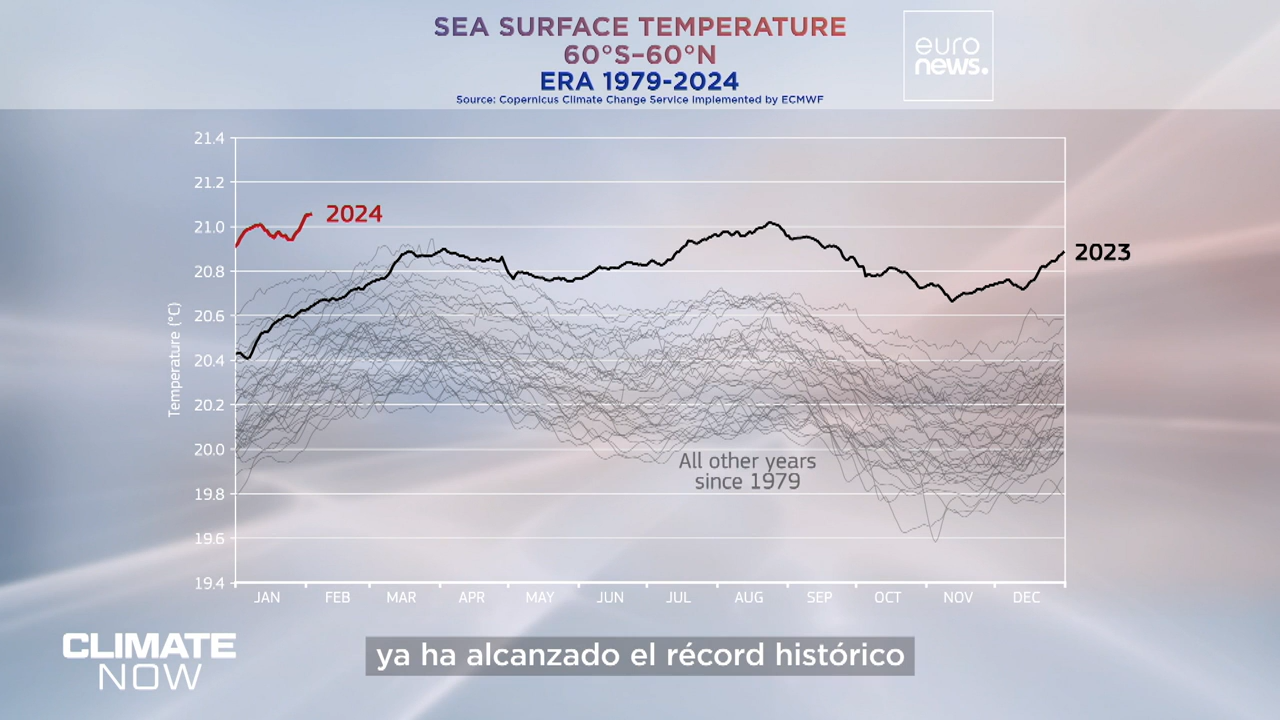 SEA SURFACE TEMPERATURE
60°S–60°N
ERA 1979-2024
Source: Copernicus Climate Change Service implemented by ECMWF
euro
news.
21.4
21.2
21.0
20.8
20.6
20.4
20.2
20.0
19.8
19.6
19.4
Temperature (°C)
2024
2023
All other years
since 1979
JAN FEB MAR APR MAY JUN JUL AUG SEP OCT NOV DEC
CLIMATE
NOW
ya ha alcanzado el récord histórico